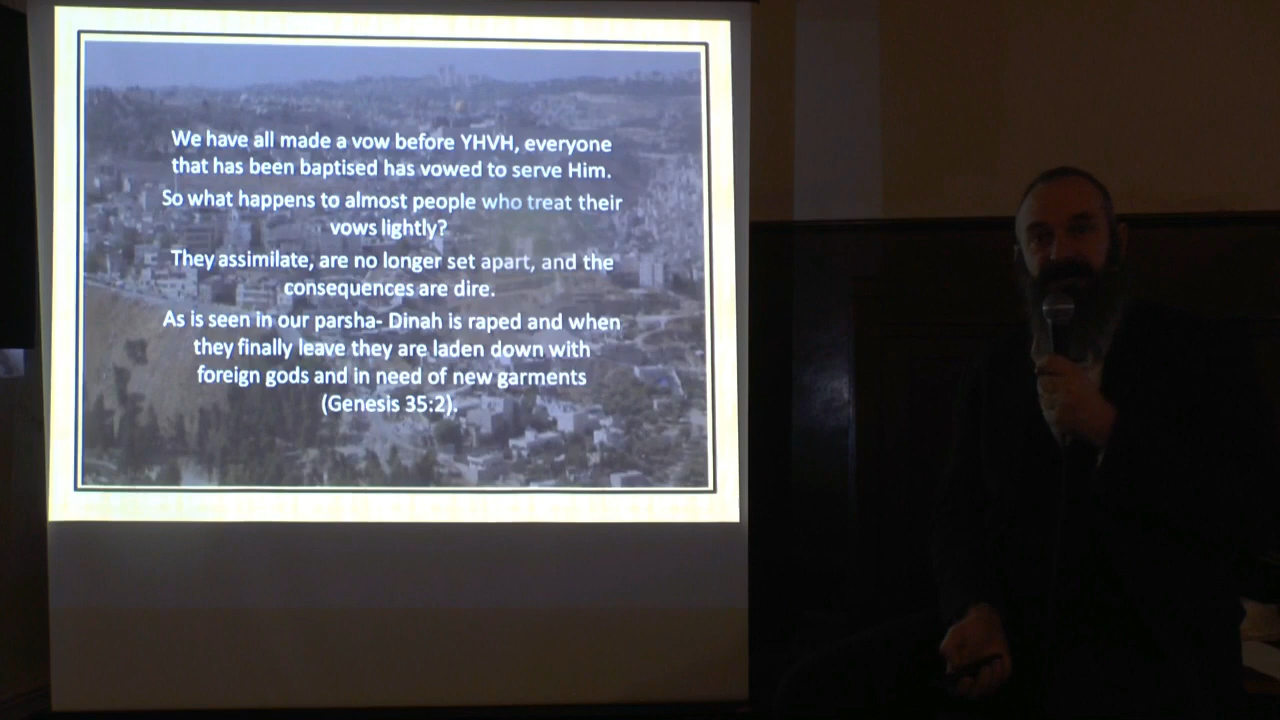 We have all made a vow before YHVH, everyone
that has been baptised has vowed to serve Him.
So what happens to almost people who treat their
vows lightly?
They assimilate, are no longer set apart, and the
consequences are dire.
As is seen in our parsha- Dinah is raped and when
they finally leave they are laden down with
foreign gods and in need of new garments
(Genesis 35:2).